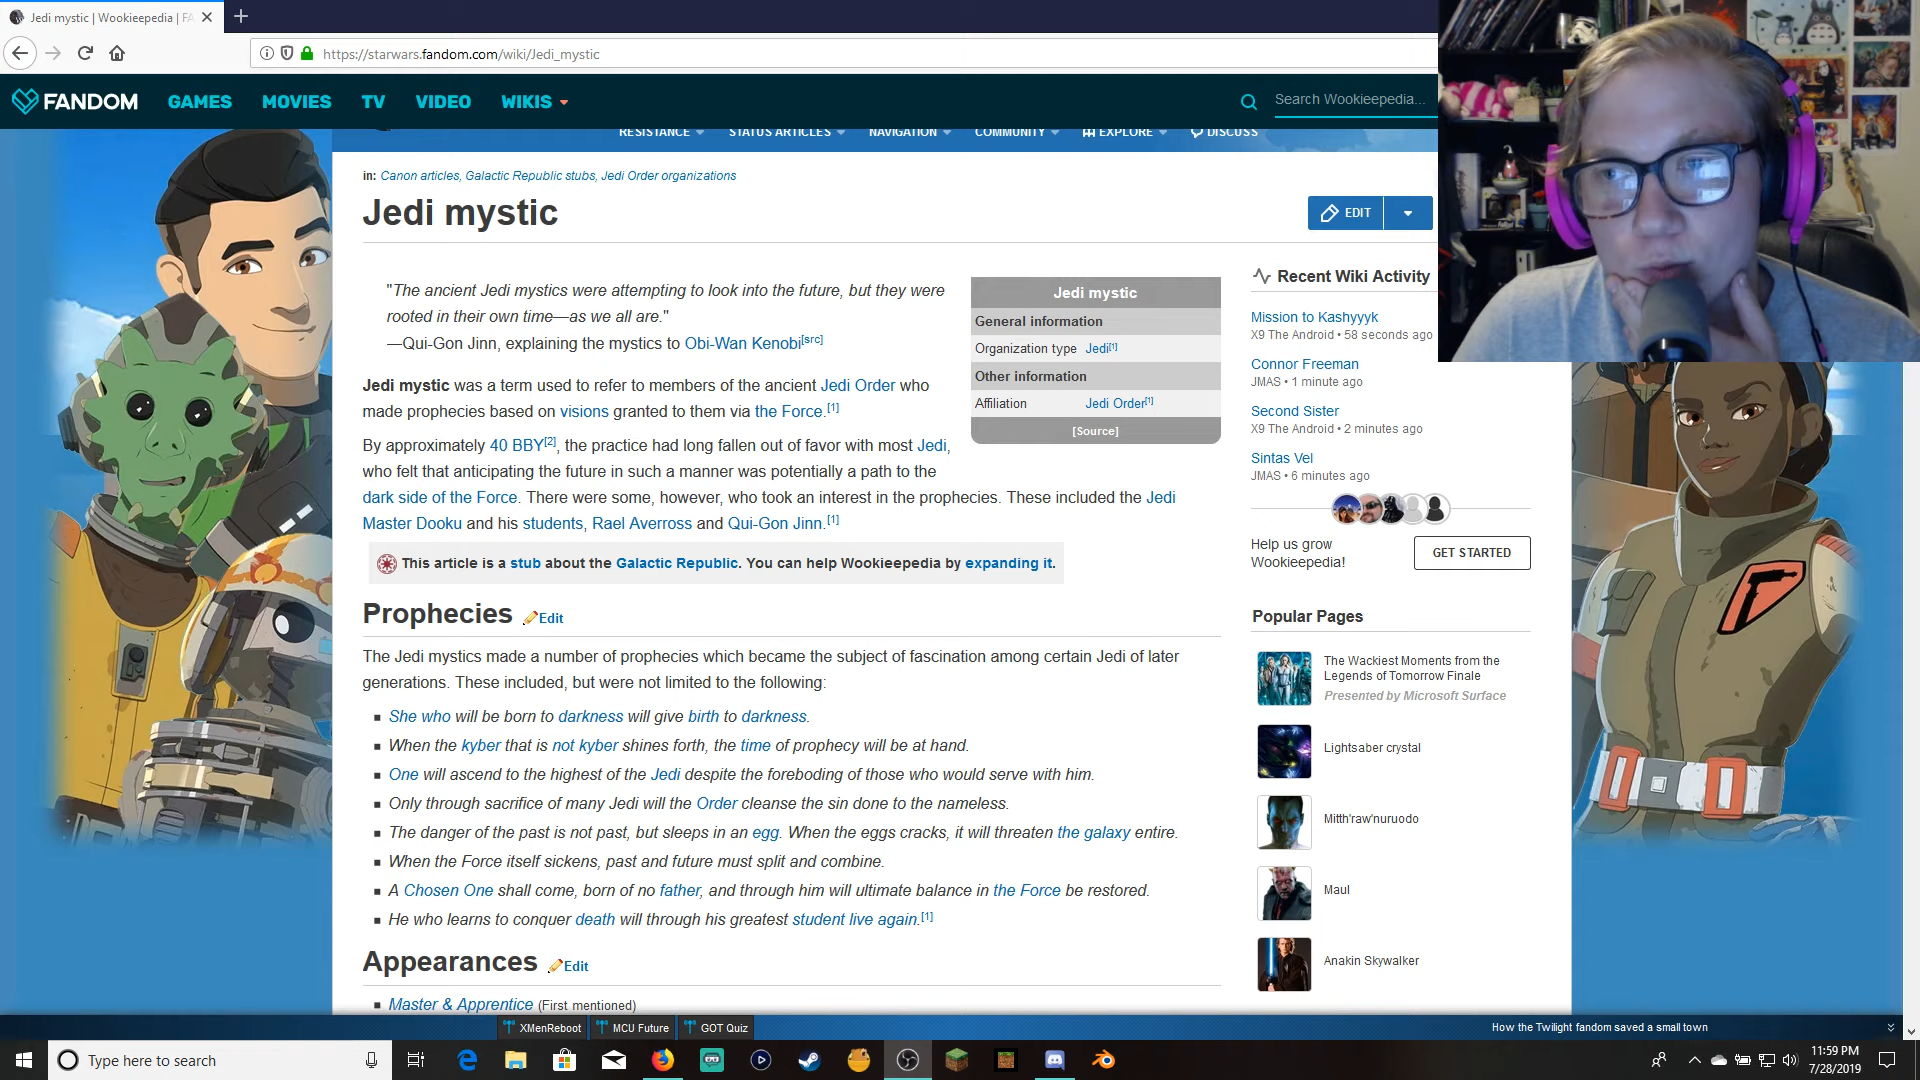 Jedi mystic | Wookieepedia | FA
https://starwars.fandom.com/wiki/Jedi_mystic
FANDOM GAMES MOVIES TV VIDEO WIKIS
Search Wookieepedia...
RESISTANCE STATUS ARTICLES NAVIGATION COMMUNITY EXPLORE DISCUSS
in: Canon articles, Galactic Republic stubs, Jedi Order organizations
Jedi mystic
EDIT
"The ancient Jedi mystics were attempting to look into the future, but they were
rooted in their own time—as we all are."
—Qui-Gon Jinn, explaining the mystics to Obi-Wan Kenobi[src]
Jedi mystic was a term used to refer to members of the ancient Jedi Order who
made prophecies based on visions granted to them via the Force.[1]
By approximately 40 BBY[2], the practice had long fallen out of favor with most Jedi,
who felt that anticipating the future in such a manner was potentially a path to the
dark side of the Force. There were some, however, who took an interest in the prophecies. These included the Jedi
Master Dooku and his students, Rael Averross and Qui-Gon Jinn.[1]
Jedi mystic
General information
Organization type Jedi[1]
Other information
Affiliation Jedi Order[1]
[Source]
This article is a stub about the Galactic Republic. You can help Wookieepedia by expanding it.
Prophecies Edit
The Jedi mystics made a number of prophecies which became the subject of fascination among certain Jedi of later
generations. These included, but were not limited to the following:
She who will be born to darkness will give birth to darkness.
When the kyber that is not kyber shines forth, the time of prophecy will be at hand.
One will ascend to the highest of the Jedi despite the foreboding of those who would serve with him.
Only through sacrifice of many Jedi will the Order cleanse the sin done to the nameless.
The danger of the past is not past, but sleeps in an egg. When the eggs cracks, it will threaten the galaxy entire.
When the Force itself sickens, past and future must split and combine.
A Chosen One shall come, born of no father, and through him will ultimate balance in the Force be restored.
He who learns to conquer death will through his greatest student live again.[1]
Appearances Edit
Master & Apprentice (First mentioned)
Recent Wiki Activity
Mission to Kashyyyk
X9 The Android • 58 seconds ago
Connor Freeman
JMAS • 1 minute ago
Second Sister
X9 The Android • 2 minutes ago
Sintas Vel
JMAS • 6 minutes ago
Help us grow
Wookieepedia!
GET STARTED
Popular Pages
The Wackiest Moments from the
Legends of Tomorrow Finale
Presented by Microsoft Surface
Lightsaber crystal
Mitth'raw'nuruodo
Maul
Anakin Skywalker
XMenReboot MCU Future GOT Quiz
How the Twilight fandom saved a small town
Type here to search
11:59 PM
7/28/2019